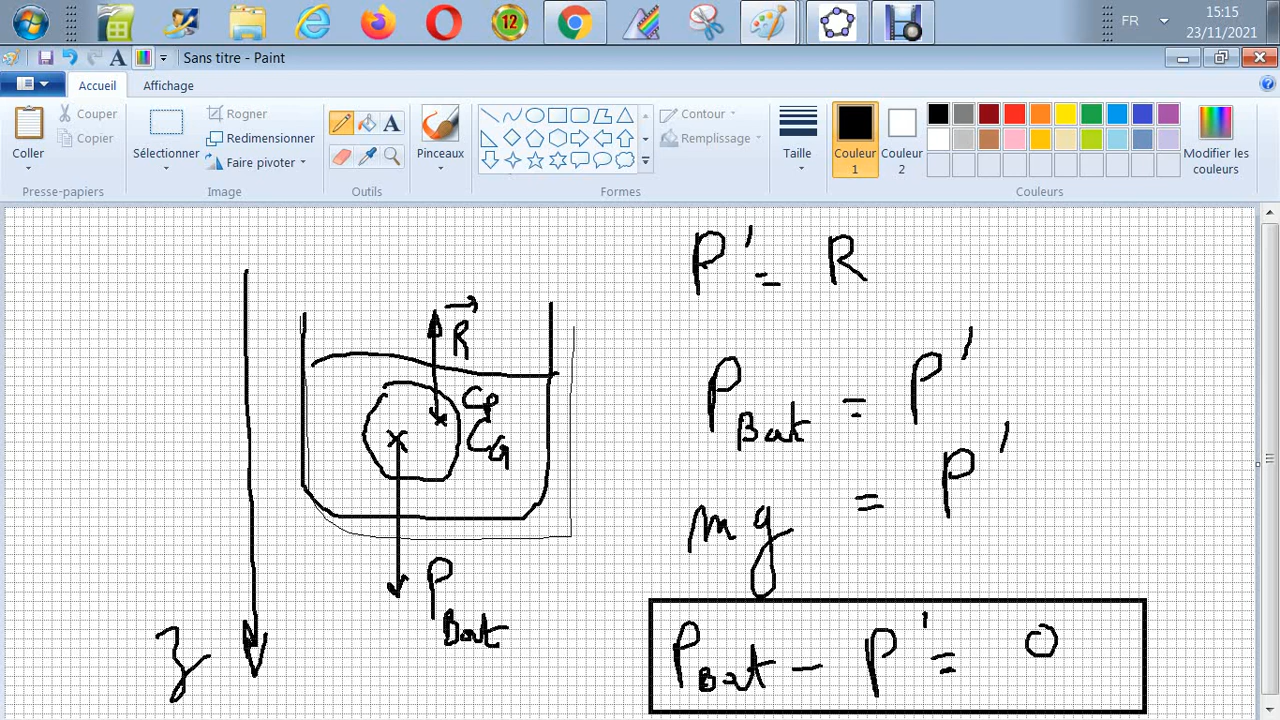 FR
15:15
23/11/2021
12
Sans titre - Paint
Accueil
Affichage
Coller
Couper
Copier
Presse-papiers
Sélectionner
Rogner
Redimensionner
Faire pivoter
Image
A
Outils
Pinceaux
Contour
Remplissage
Formes
Taille
Couleur 1
Couleur 2
Modifier les couleurs
Couleurs
P' = R
R
CP
CG
P Bat
z
P Bat = P'
mg = P'
P Bat - P' = 0